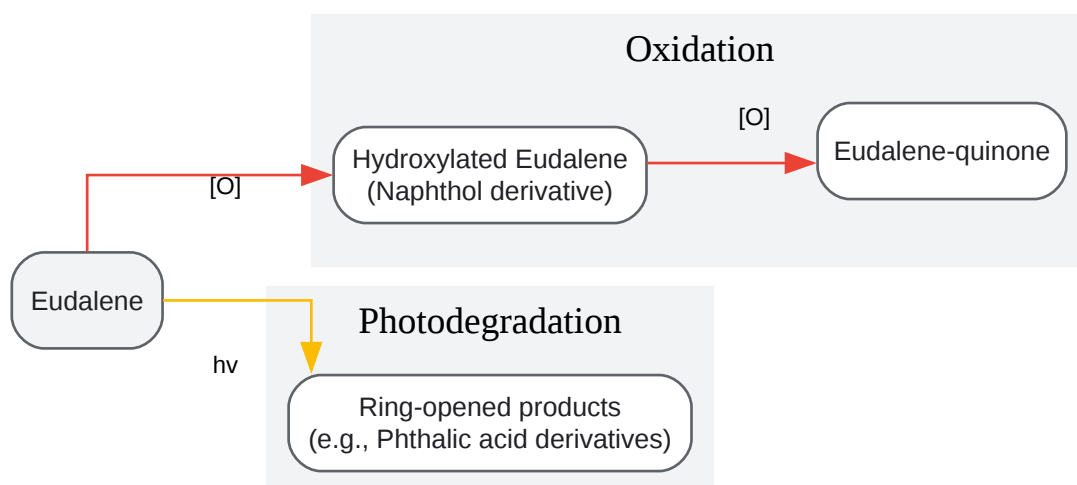 Oxidation
[O]
Hydroxylated Eudalene
(Naphthol derivative)
Eudalene-quinone
[O]
Eudalene
Photodegradation
hv
Ring-opened products
(e.g., Phthalic acid derivatives)